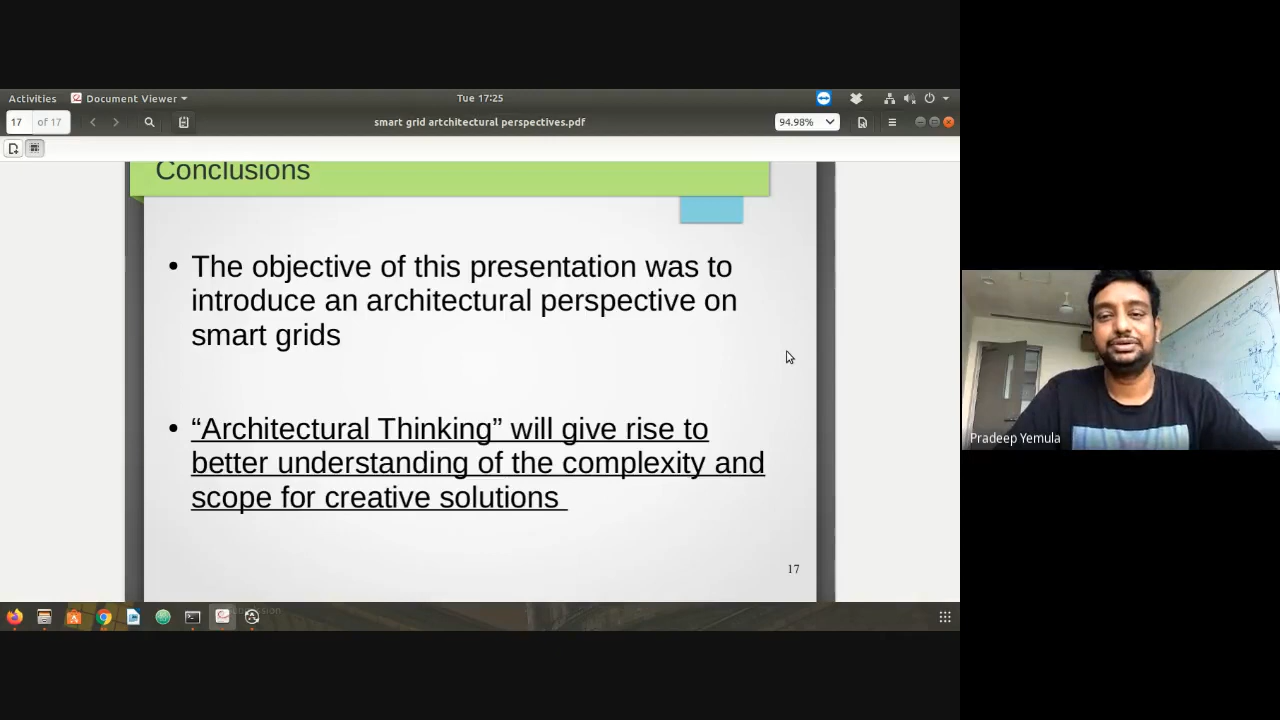 Activities
Document Viewer
Tue 17:25
17
of 17
smart grid artchitectural perspectives.pdf
94.98%
Conclusions
• The objective of this presentation was to
introduce an architectural perspective on
smart grids
• “Architectural Thinking” will give rise to
better understanding of the complexity and
scope for creative solutions
17
Pradeep Yemula